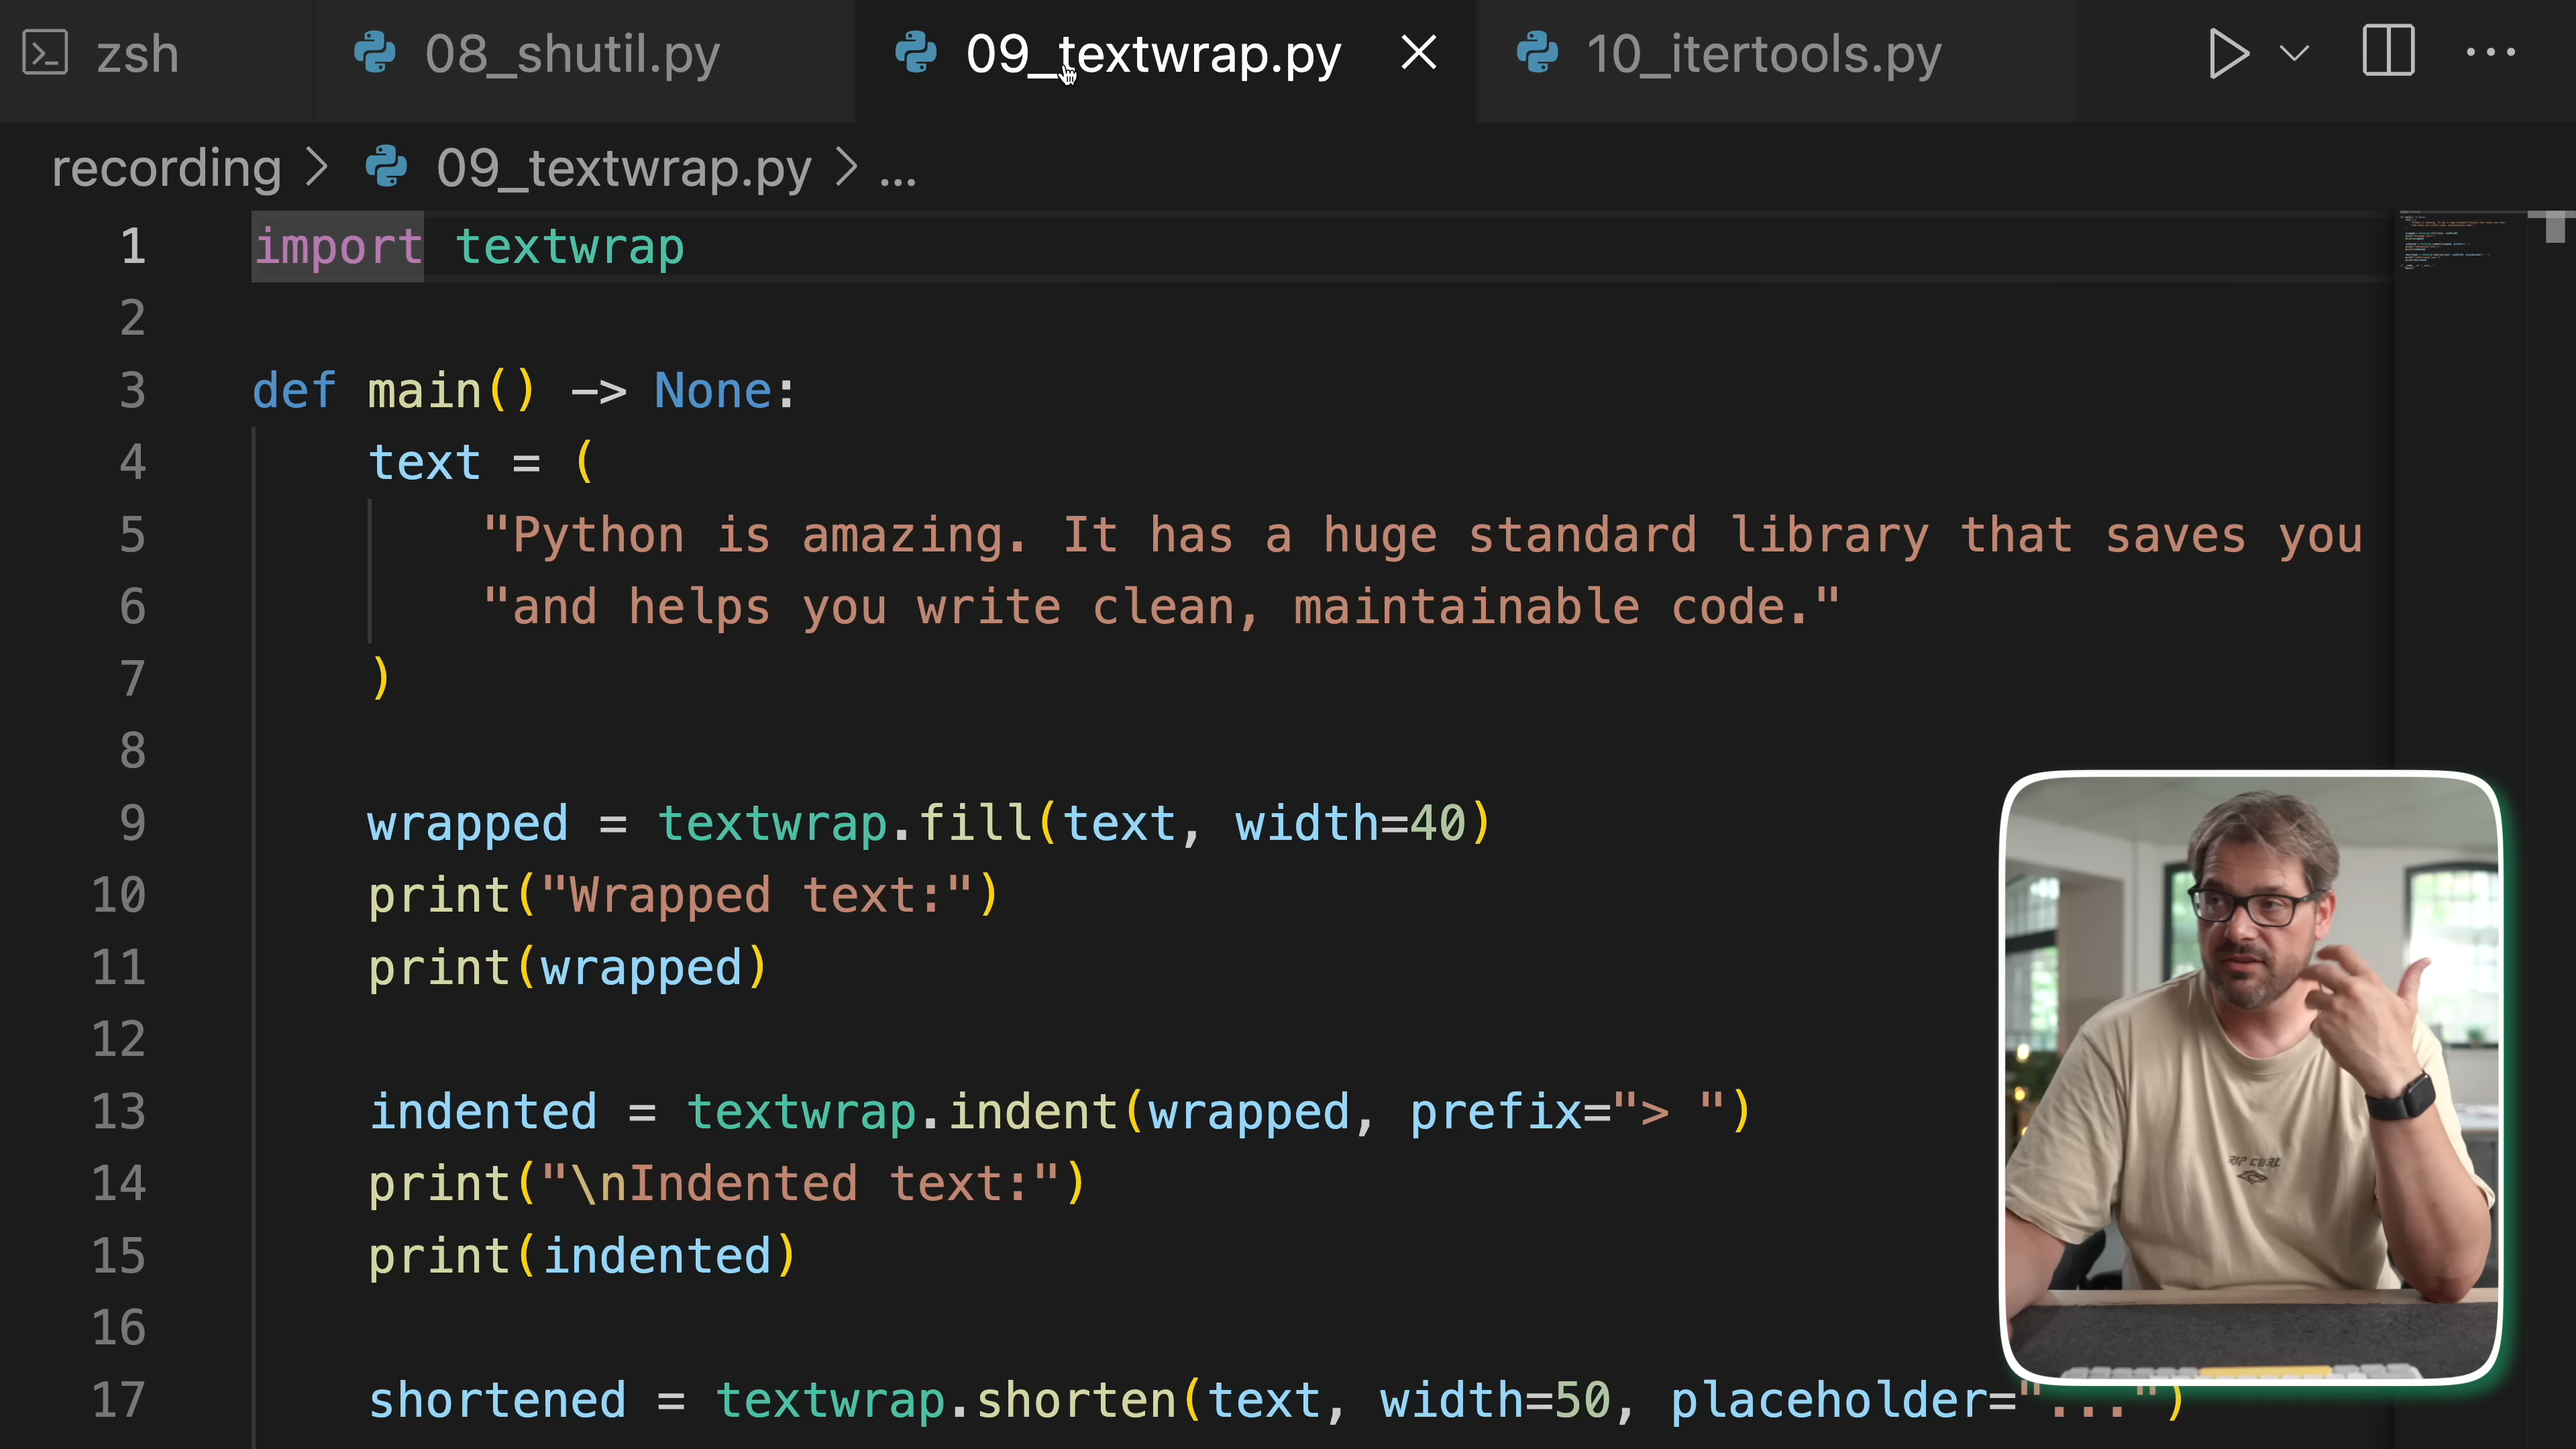 zsh
08_shutil.py
09_textwrap.py
10_itertools.py
recording > 09_textwrap.py > ...
1 import textwrap
2
3 def main() -> None:
4 text = (
5 "Python is amazing. It has a huge standard library that saves you
6 "and helps you write clean, maintainable code."
7 )
8
9 wrapped = textwrap.fill(text, width=40)
10 print("Wrapped text:")
11 print(wrapped)
12
13 indented = textwrap.indent(wrapped, prefix="> ")
14 print("\nIndented text:")
15 print(indented)
16
17 shortened = textwrap.shorten(text, width=50, placeholder="...")
RIP CURL